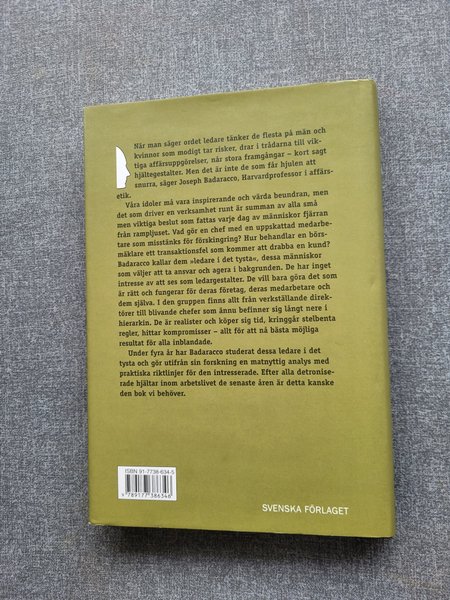 När man säger ordet ledare tänker de flesta på män och
kvinnor som modigt tar risker, drar i trådarna till vik-
tiga affärsuppgörelser, når stora framgångar – kort sagt
hjältegestalter. Men det är inte de som får hjulen att
snurra, säger Joseph Badaracco, Harvardprofessor i affärs-
etik.
Våra idoler må vara inspirerande och värda beundran, men
det som driver en verksamhet runt är summan av alla små
men viktiga beslut som fattas varje dag av människor fjärran
från rampljuset. Vad gör en chef med en uppskattad medarbe-
tare som misstänks för förskingring? Hur behandlar en börs-
mäklare ett transaktionsfel som kommer att drabba en kund?
Badaracco kallar dem »ledare i det tysta«, dessa människor
som väljer att ta ansvar och agera i bakgrunden. De har inget
intresse av att ses som ledargestalter. De vill bara göra det som
är rätt och fungerar för deras företag, deras medarbetare och
dem själva. I den gruppen finns allt från verkställande direk-
törer till blivande chefer som ännu befinner sig långt nere i
hierarkin. De är realister och köper sig tid, kringgår stelbenta
regler, hittar kompromisser – allt för att nå bästa möjliga
resultat för alla inblandade.
Under fyra år har Badaracco studerat dessa ledare i det
tysta och gör utifrån sin forskning en matnyttig analys med
praktiska riktlinjer för den intresserade. Efter alla detronise-
rade hjältar inom arbetslivet de senaste åren är detta kanske
den bok vi behöver.
ISBN 91-7738-634-5
9 789177 386346
SVENSKA FÖRLAGET